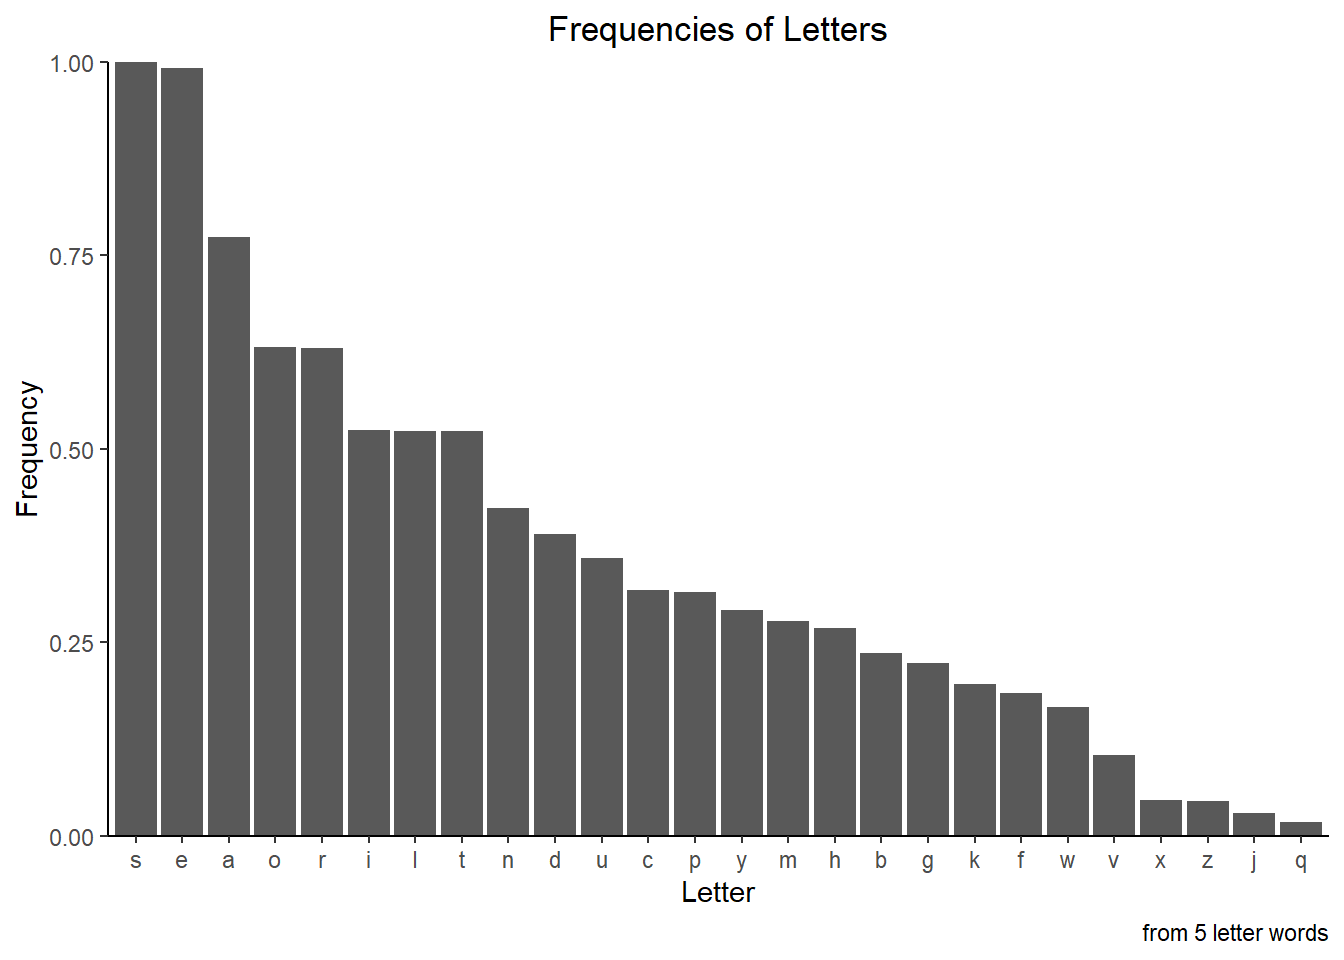 Frequencies of Letters
1.00
0.75
0.50
0.25
0.00
Frequency
s e a o r i l t n d u c p y m h b g k f w v x z j q
Letter
from 5 letter words